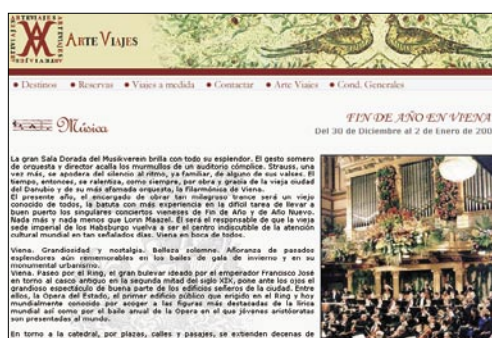 ARTEVIAJES
ARTE VIAJES
• Destinos • Reservas • Viajes a medida • Contactar • Arte Viajes • Cond. Generales
Música
FIN DE AÑO EN VIENA
Del 30 de Diciembre al 2 de Enero de 200
La gran Sala Dorada del Musikverein brilla con todo su esplendor. El gesto somero
de orquesta y director acalla los murmullos de un auditorio cómplice. Strauss, una
vez más, se apodera del silencio al ritmo, ya familiar, de alguno de sus valses. El
tiempo, entonces, se ralentiza, como siempre, por obra y gracia de la vieja ciudad
del Danubio y de su más afamada orquesta, la Filarmónica de Viena.
El presente año, el encargado de obrar tan milagroso trance será un viejo
conocido de todos, la batuta con más experiencia en la difícil tarea de llevar a
buen puerto los singulares conciertos vieneses de Fin de Año y de Año Nuevo.
Nada más y nada menos que Lorin Maazel. Él será el responsable de que la vieja
sede imperial de los Habsburgo vuelva a ser el centro indiscutible de la atención
cultural mundial en tan señalados días. Viena en boca de todos.
Viena. Grandiosidad y nostalgia. Belleza solemne. Añoranza de pasados
esplendores aún rememorables en los bailes de gala de invierno y en su
monumental urbanismo.
Viena. Paseo por el Ring, el gran bulevar ideado por el emperador Francisco José
en torno al casco antiguo en la segunda mitad del siglo XIX, pone ante los ojos el
grandioso espectáculo de buena parte de los edificios señeros de la ciudad. Entre
ellos, la Opera del Estado, el primer edificio público que erigido en el Ring y hoy
mundialmente conocido por acoger a las figuras más destacadas de la lírica
mundial así como por el baile anual de la Opera en el que jóvenes aristócratas
son presentadas al mundo.
En torno a la catedral, por plazas, calles y pasajes, se extienden decenas de